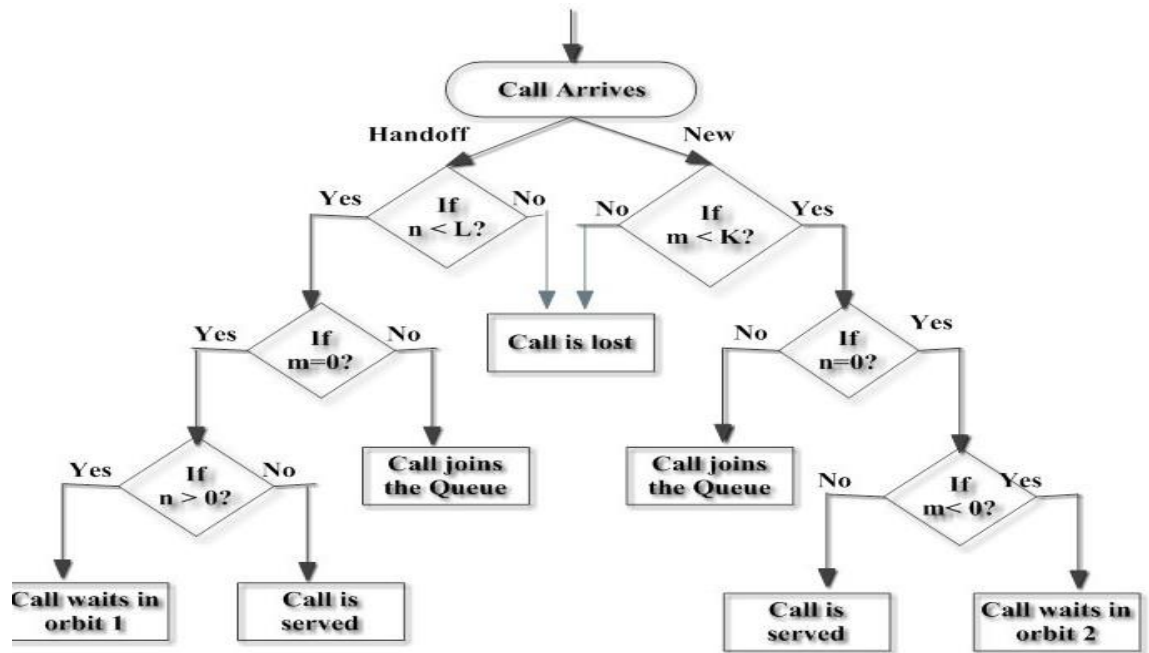 Call Arrives
Handoff
New
Yes
If
n < L?
No
No
If
m < K?
Yes
Call is lost
Yes
If
m=0?
No
No
If
n=0?
Yes
Call joins
the Queue
Call joins
the Queue
Yes
If
n > 0?
No
No
If
m< 0?
Yes
Call waits in
orbit 1
Call is
served
Call is
served
Call waits in
orbit 2